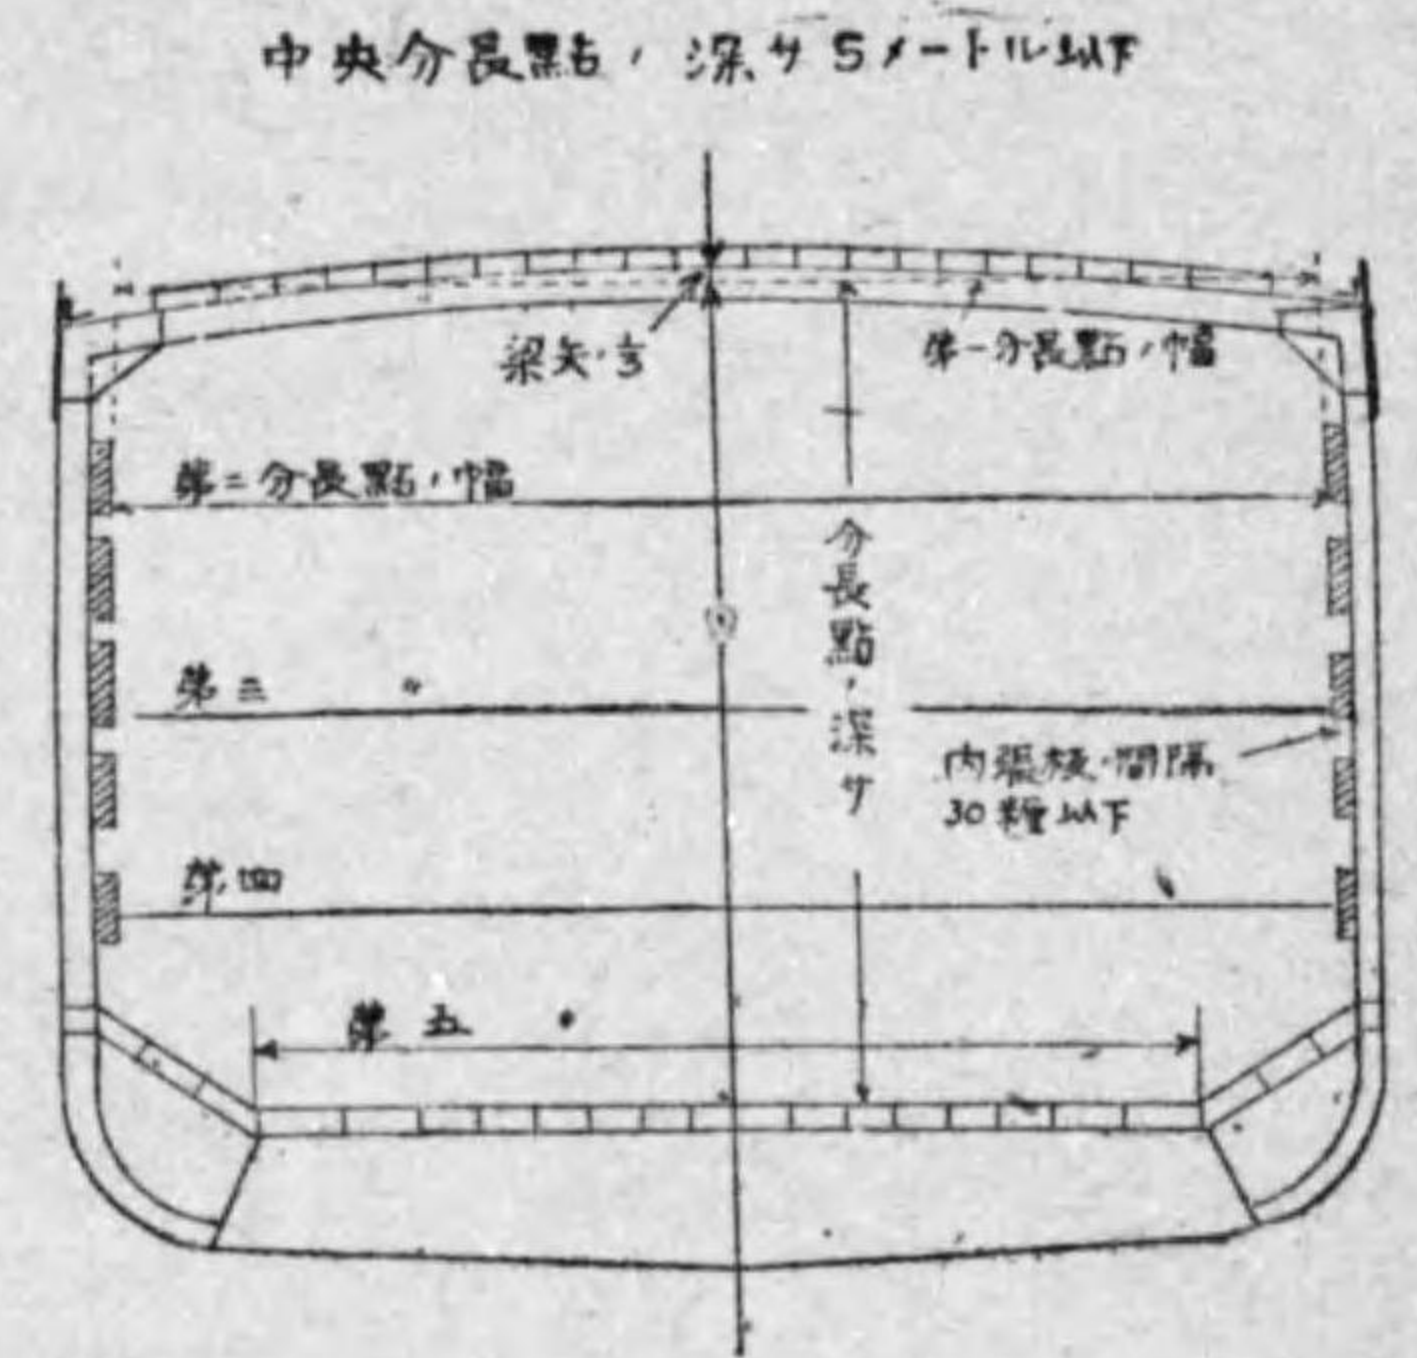 中央分長點ノ深サ5メートル以下
梁矢ノ⅓
第一分長點ノ幅
第二分長點ノ幅
分長點ノ深サ
第三 〃
内張板ノ間隔
30糎以下
第四
第五 〃